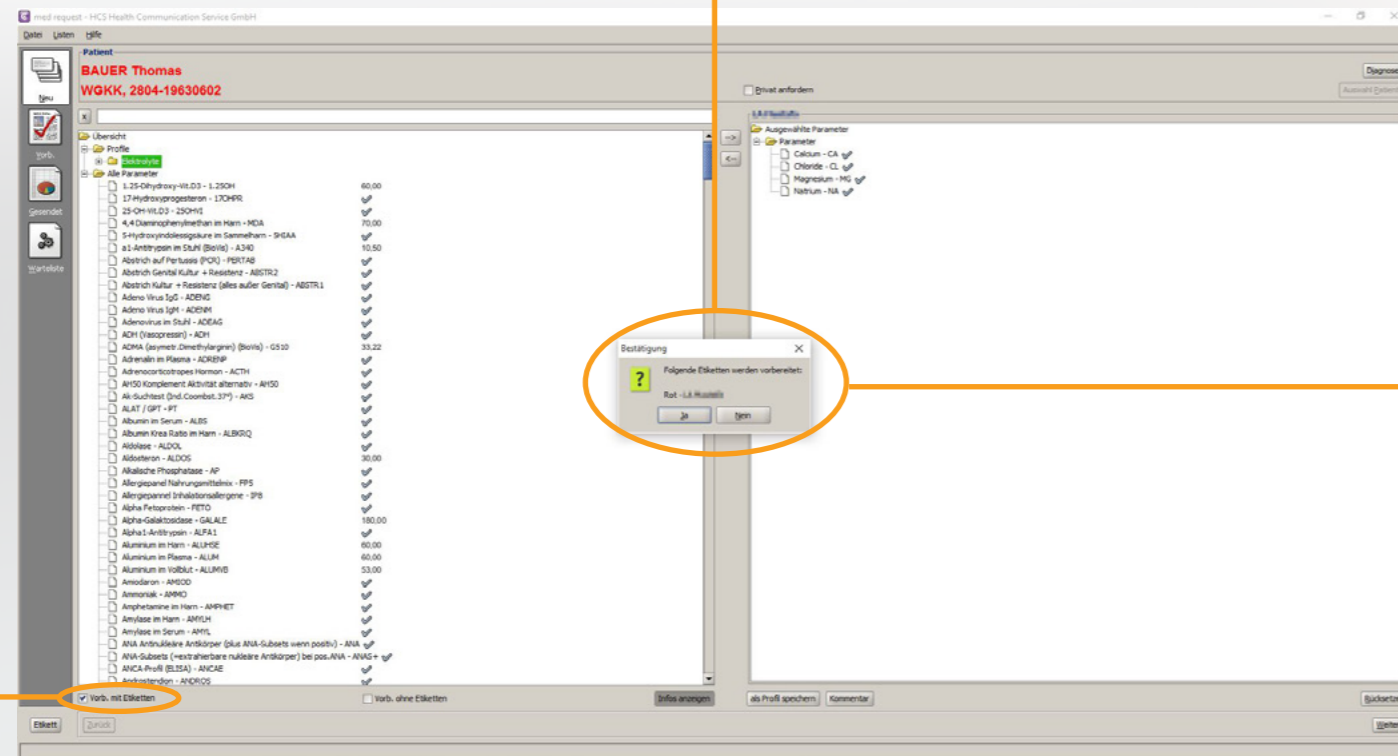 med request - HCS Health Communication Service GmbH
Datei Listen Hilfe
Patient
BAUER Thomas
WGKK, 2804-19630602
Privat anfordern
Diagnose
Auswahl Patient
Neu
Vorb.
Gesendet
Warteliste
x
Übersicht
Profile
Elektrolyte
Alle Parameter
1.25-Dihydroxy-Vit.D3 - 1.25OH 60,00
17-Hydroxyprogesteron - 17OHPR
25-OH-Vit.D3 - 25OHVI
4,4 Diaminophenylmethan im Harn - MDA 70,00
5-Hydroxyindolessigsäure im Sammelharn - 5HIAA
a1-Antitrypsin im Stuhl (BioVis) - A340 10,50
Abstrich auf Pertussis (PCR) - PERTAB
Abstrich Genital Kultur + Resistenz - ABSTR2
Abstrich Kultur + Resistenz (alles außer Genital) - ABSTR1
Adeno Virus IgG - ADENG
Adeno Virus IgM - ADENM
Adenovirus im Stuhl - ADEAG
ADH (Vasopressin) - ADH
ADMA (asymetr.Dimethylarginin) (BioVis) - G510 33,22
Adrenalin im Plasma - ADRENP
Adrenocorticotropes Hormon - ACTH
AH50 Komplement Aktivität alternativ - AH50
Ak-Suchtest (Ind.Coombst.37°) - AKS
ALAT / GPT - PT
Albumin im Serum - ALBS
Albumin Krea Ratio im Harn - ALBKRQ
Aldolase - ALDOL
Aldosteron - ALDOS 30,00
Alkalische Phosphatase - AP
Allergiepanel Nahrungsmittelmix - FP5
Allergiepannel Inhalationsallergene - IP8
Alpha Fetoprotein - FETO
Alpha-Galaktosidase - GALALE 180,00
Alpha1-Antitrypsin - ALFA1
Aluminium im Harn - ALUHSE 60,00
Aluminium im Plasma - ALUM 60,00
Aluminium im Vollblut - ALUMVB 53,00
Amiodaron - AMIOD
Ammoniak - AMMO
Amphetamine im Harn - AMPHET
Amylase im Harn - AMYLH
Amylase im Serum - AMYL
ANA Antinukleäre Antikörper (plus ANA-Subsets wenn positiv) - ANA
ANA-Subsets (=extrahierbare nukleäre Antikörper) bei pos.ANA - ANAS+
ANCA-Profil (ELISA) - ANCAE
Androstendion - ANDROS
-->
<--
Ausgewählte Parameter
Parameter
Calcium - CA
Chloride - CL
Magnesium - MG
Natrium - NA
Bestätigung
?
Folgende Etiketten werden vorbereitet:
Rot -
Ja Nein
Vorb. mit Etiketten
Vorb. ohne Etiketten
Infos anzeigen
als Profil speichern
Kommentar
Etikett
Zurück